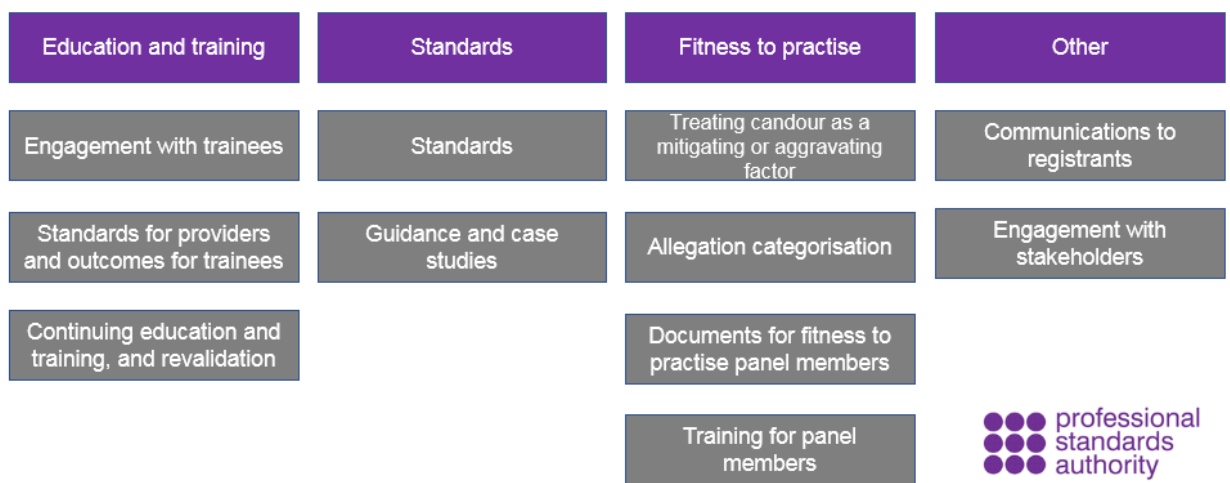 Education and training
Standards
Fitness to practise
Other
Engagement with trainees
Standards
Treating candour as a
mitigating or aggravating
factor
Communications to
registrants
Standards for providers
and outcomes for trainees
Guidance and case
studies
Allegation categorisation
Engagement with
stakeholders
Continuing education and
training, and revalidation
Documents for fitness to
practise panel members
Training for panel
members
professional
standards
authority